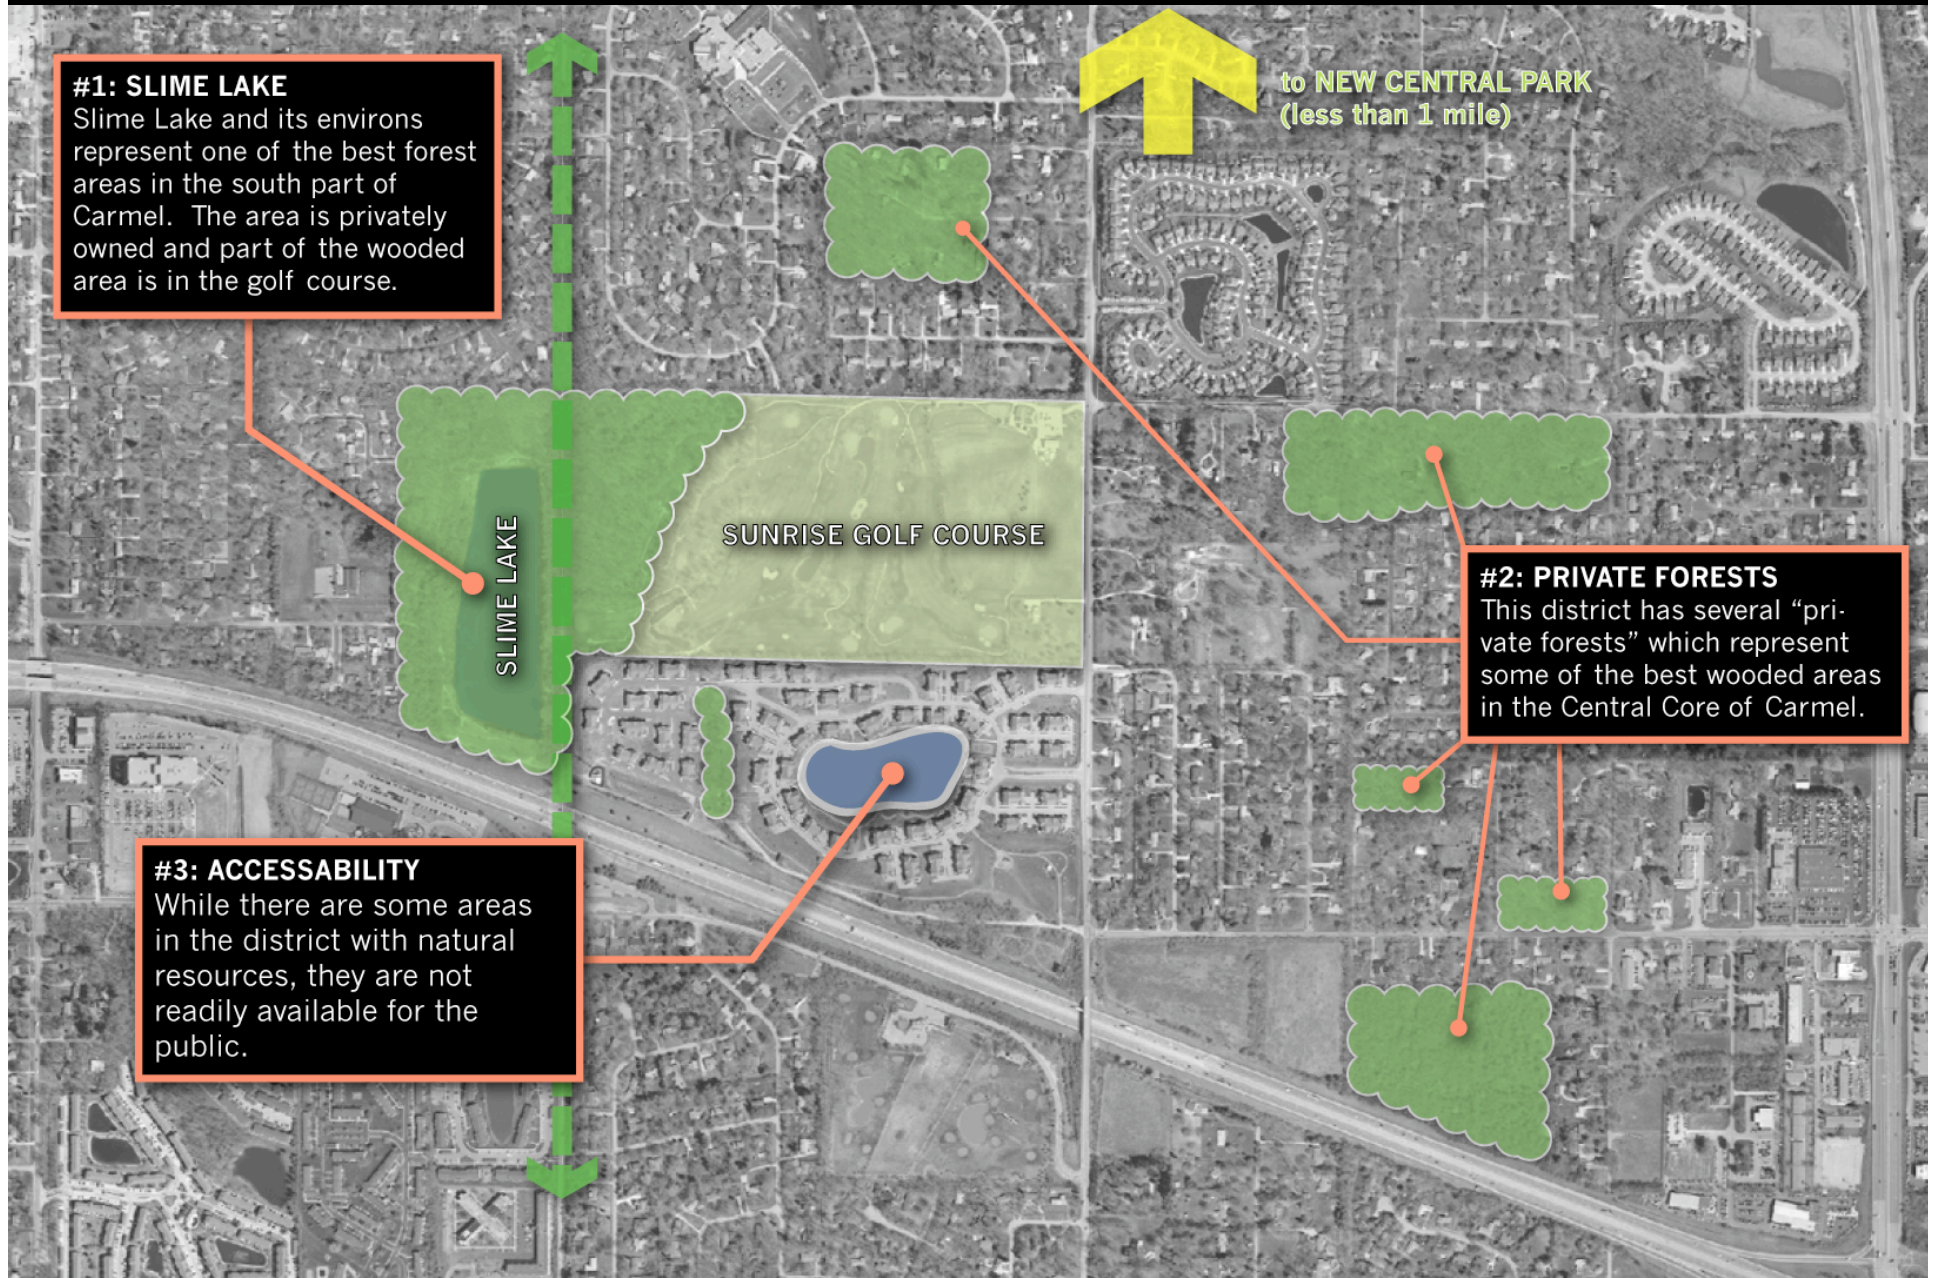 #1: SLIME LAKE
Slime Lake and its environs
represent one of the best forest
areas in the south part of
Carmel.  The area is privately
owned and part of the wooded
area is in the golf course.
to NEW CENTRAL PARK
(less than 1 mile)
SLIME LAKE
SUNRISE GOLF COURSE
#2: PRIVATE FORESTS
This district has several “pri-
vate forests” which represent
some of the best wooded areas
in the Central Core of Carmel.
#3: ACCESSABILITY
While there are some areas
in the district with natural
resources, they are not
readily available for the
public.